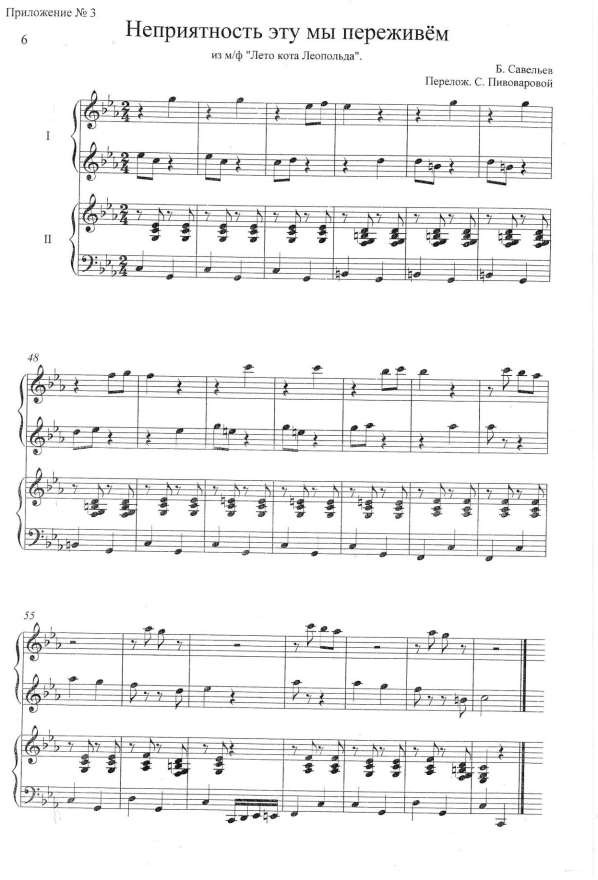 Приложение № 3
6
Неприятность эту мы переживём
из м/ф "Лето кота Леопольда".
Б. Савельев
Перелож. С. Пивоваровой
I
II
48
55